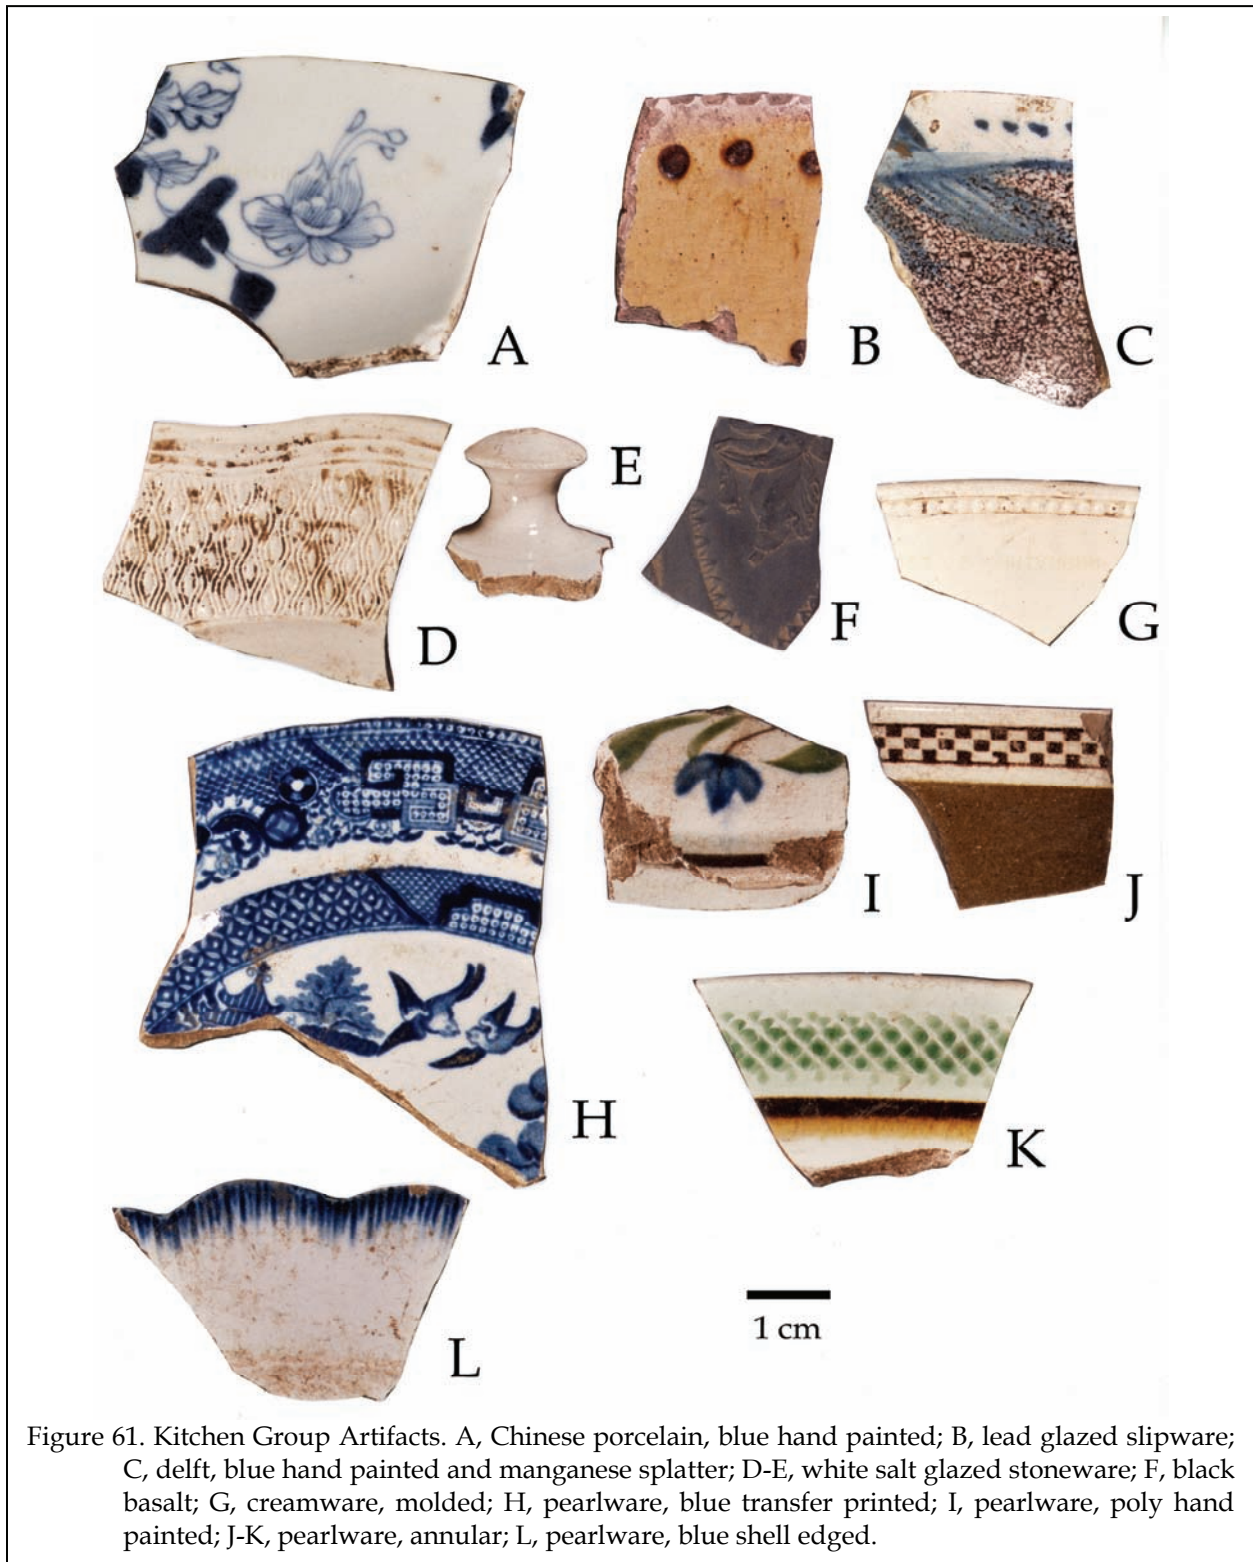 A
B
C
D
E
F
G
H
I
J
K
L
1 cm
Figure 61. Kitchen Group Artifacts. A, Chinese porcelain, blue hand painted; B, lead glazed slipware;
C, delft, blue hand painted and manganese splatter; D-E, white salt glazed stoneware; F, black
basalt; G, creamware, molded; H, pearlware, blue transfer printed; I, pearlware, poly hand
painted; J-K, pearlware, annular; L, pearlware, blue shell edged.